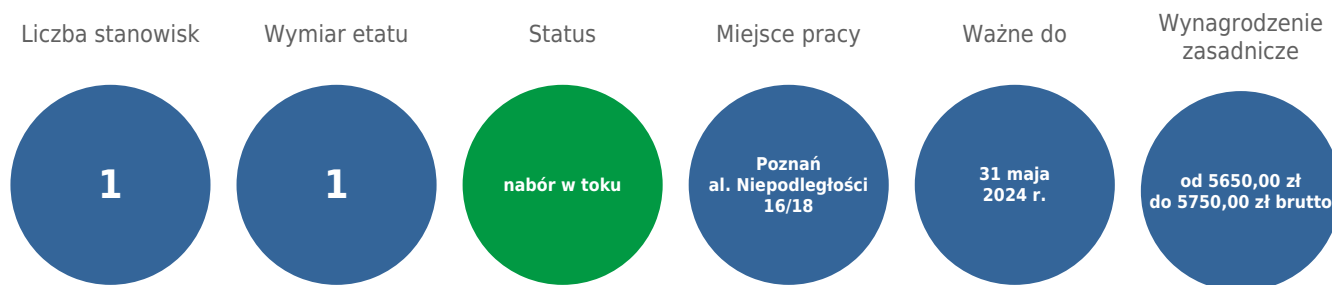 Liczba stanowisk
1
Wymiar etatu
1
Status
nabór w toku
Miejsce pracy
Poznań
al. Niepodległości
16/18
Ważne do
31 maja
2024 r.
Wynagrodzenie
zasadnicze
od 5650,00 zł
do 5750,00 zł brutto